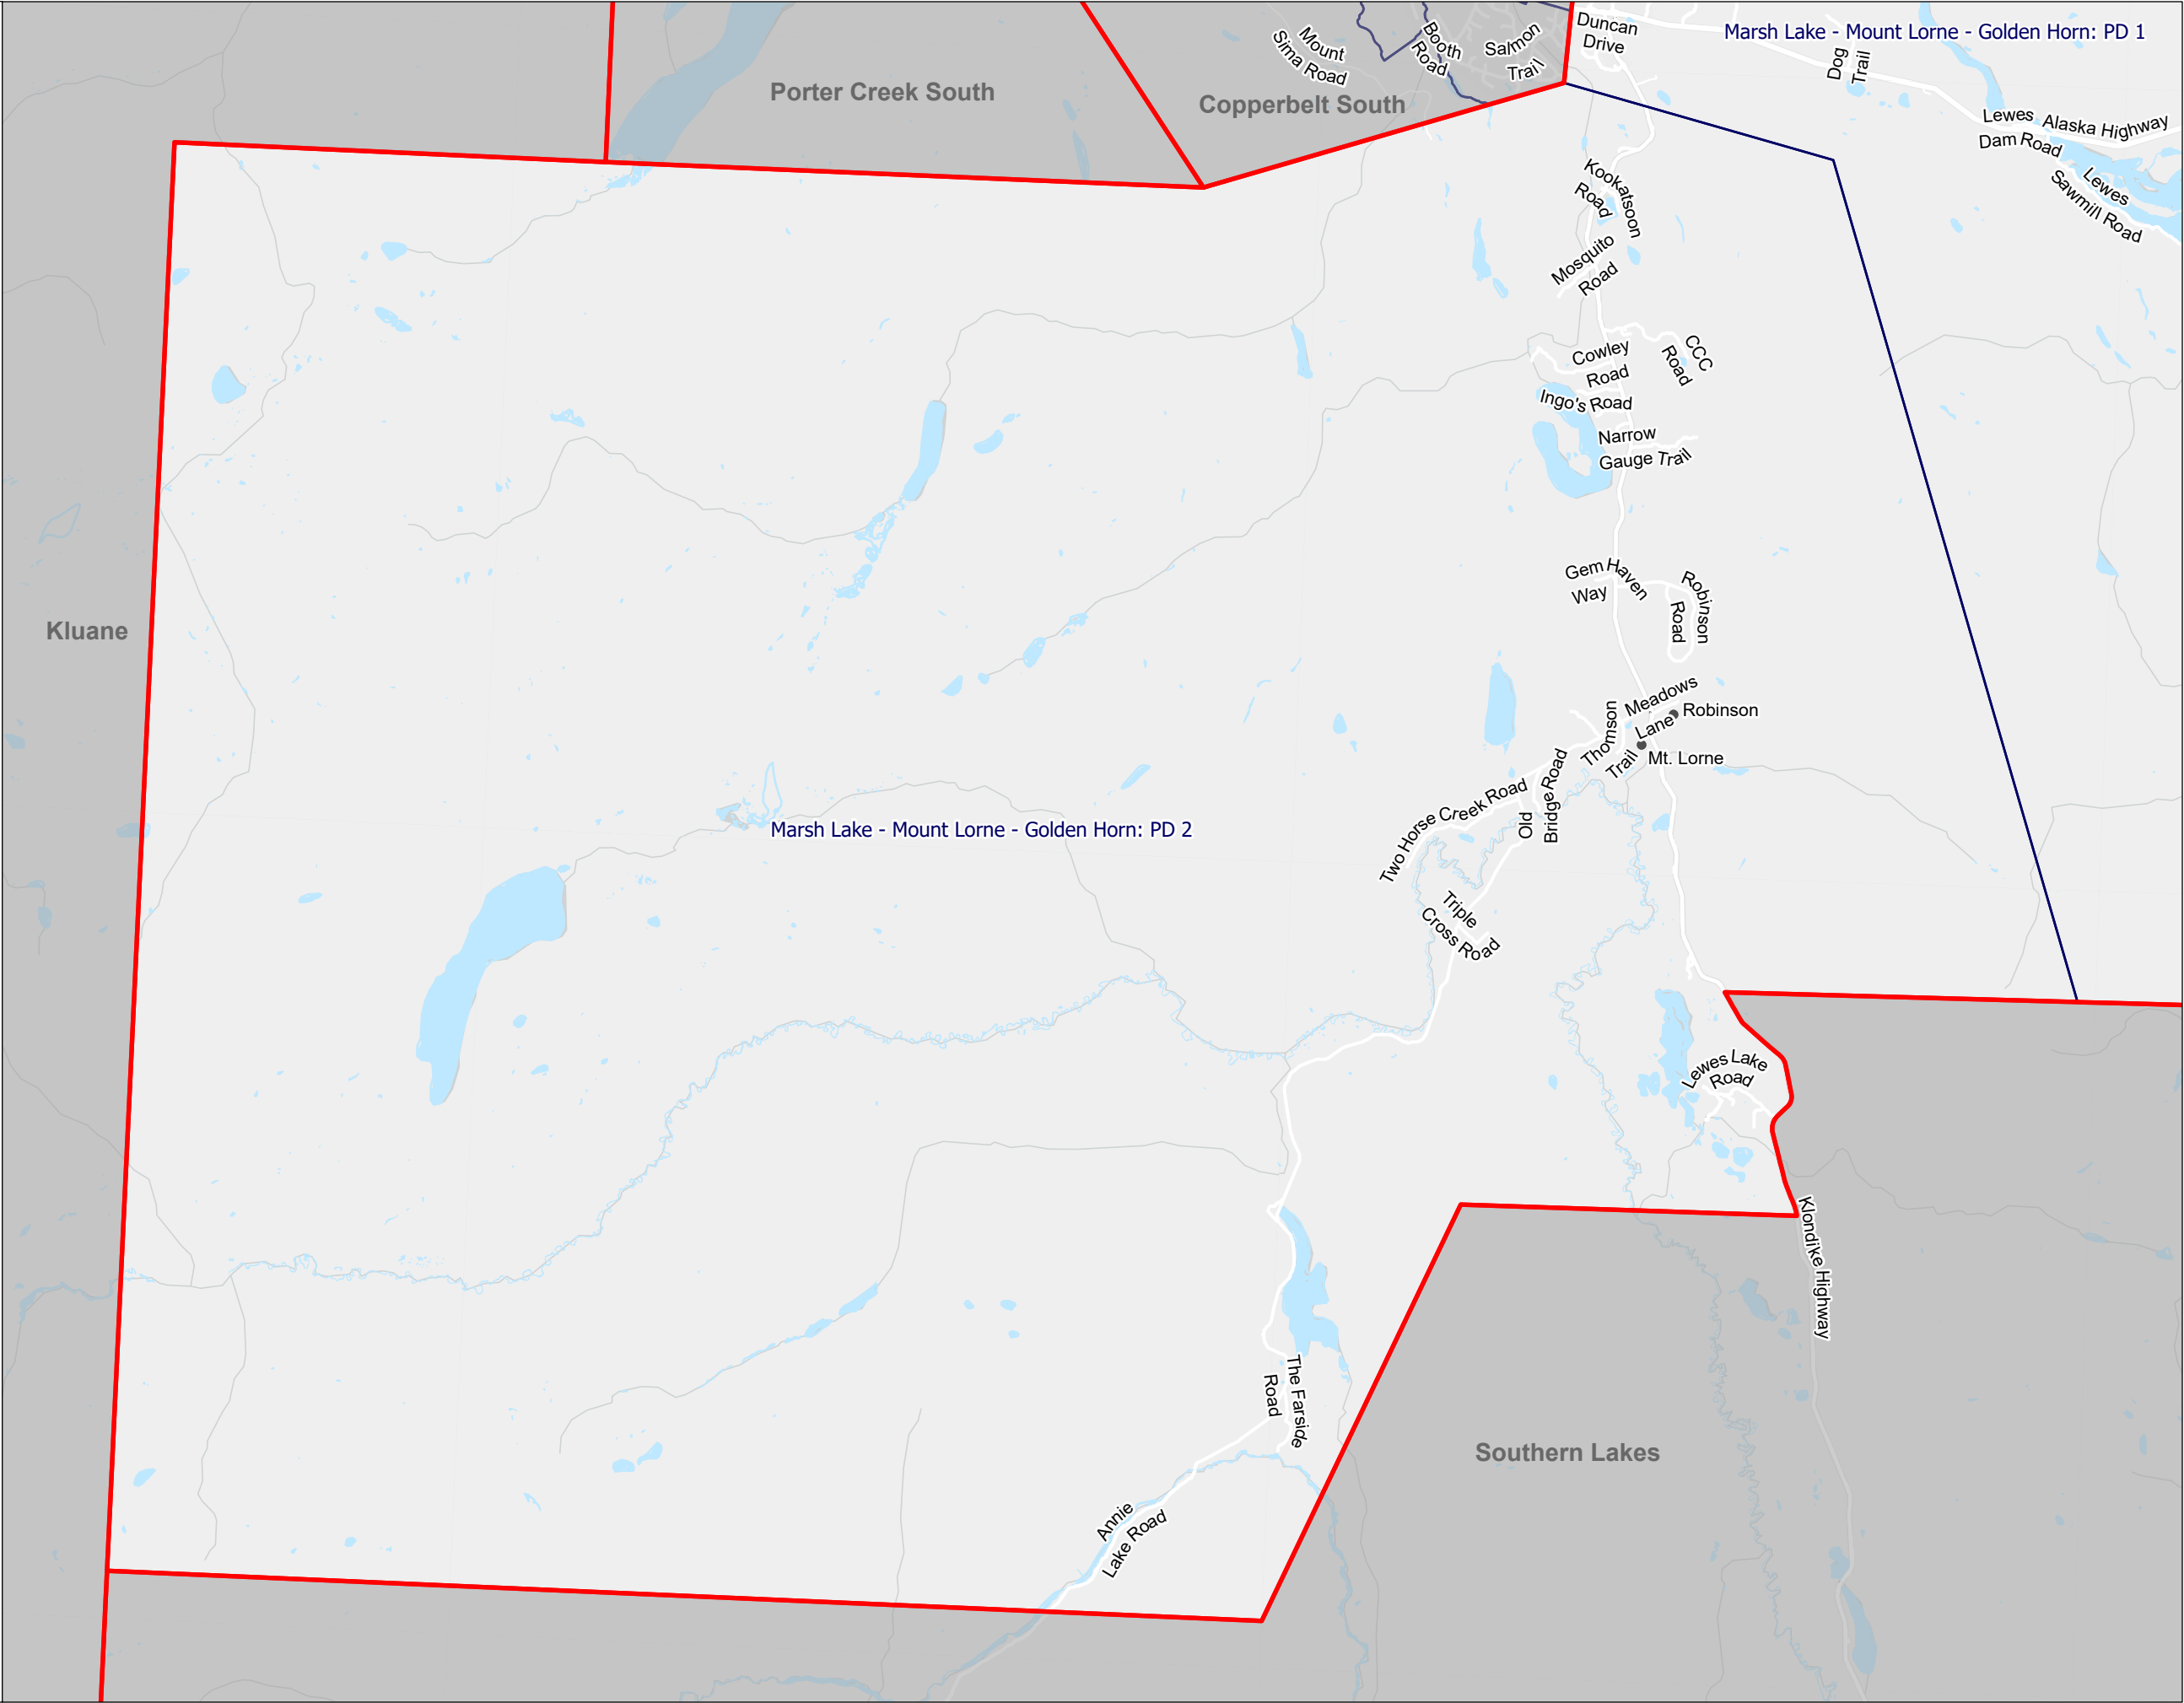 Duncan
Drive
Marsh Lake - Mount Lorne - Golden Horn: PD 1
Mount
Sima Road
Booth
Road
Salmon
Trail
Dog
Trail
Porter Creek South
Copperbelt South
Lewes
Dam Road
Alaska Highway
Lewes
Sawmill Road
Kookatsoon
Road
Mosquito
Road
Cowley
Road
CCC
Road
Ingo's Road
Narrow
Gauge Trail
Gem Haven
Way
Robinson
Road
Kluane
Meadows
Lane
Robinson
Thomson
Trail
Mt. Lorne
Two Horse Creek Road
Old
Bridge Road
Marsh Lake - Mount Lorne - Golden Horn: PD 2
Triple
Cross Road
Lewes Lake
Road
Klondike Highway
The Farside
Road
Southern Lakes
Annie
Lake Road